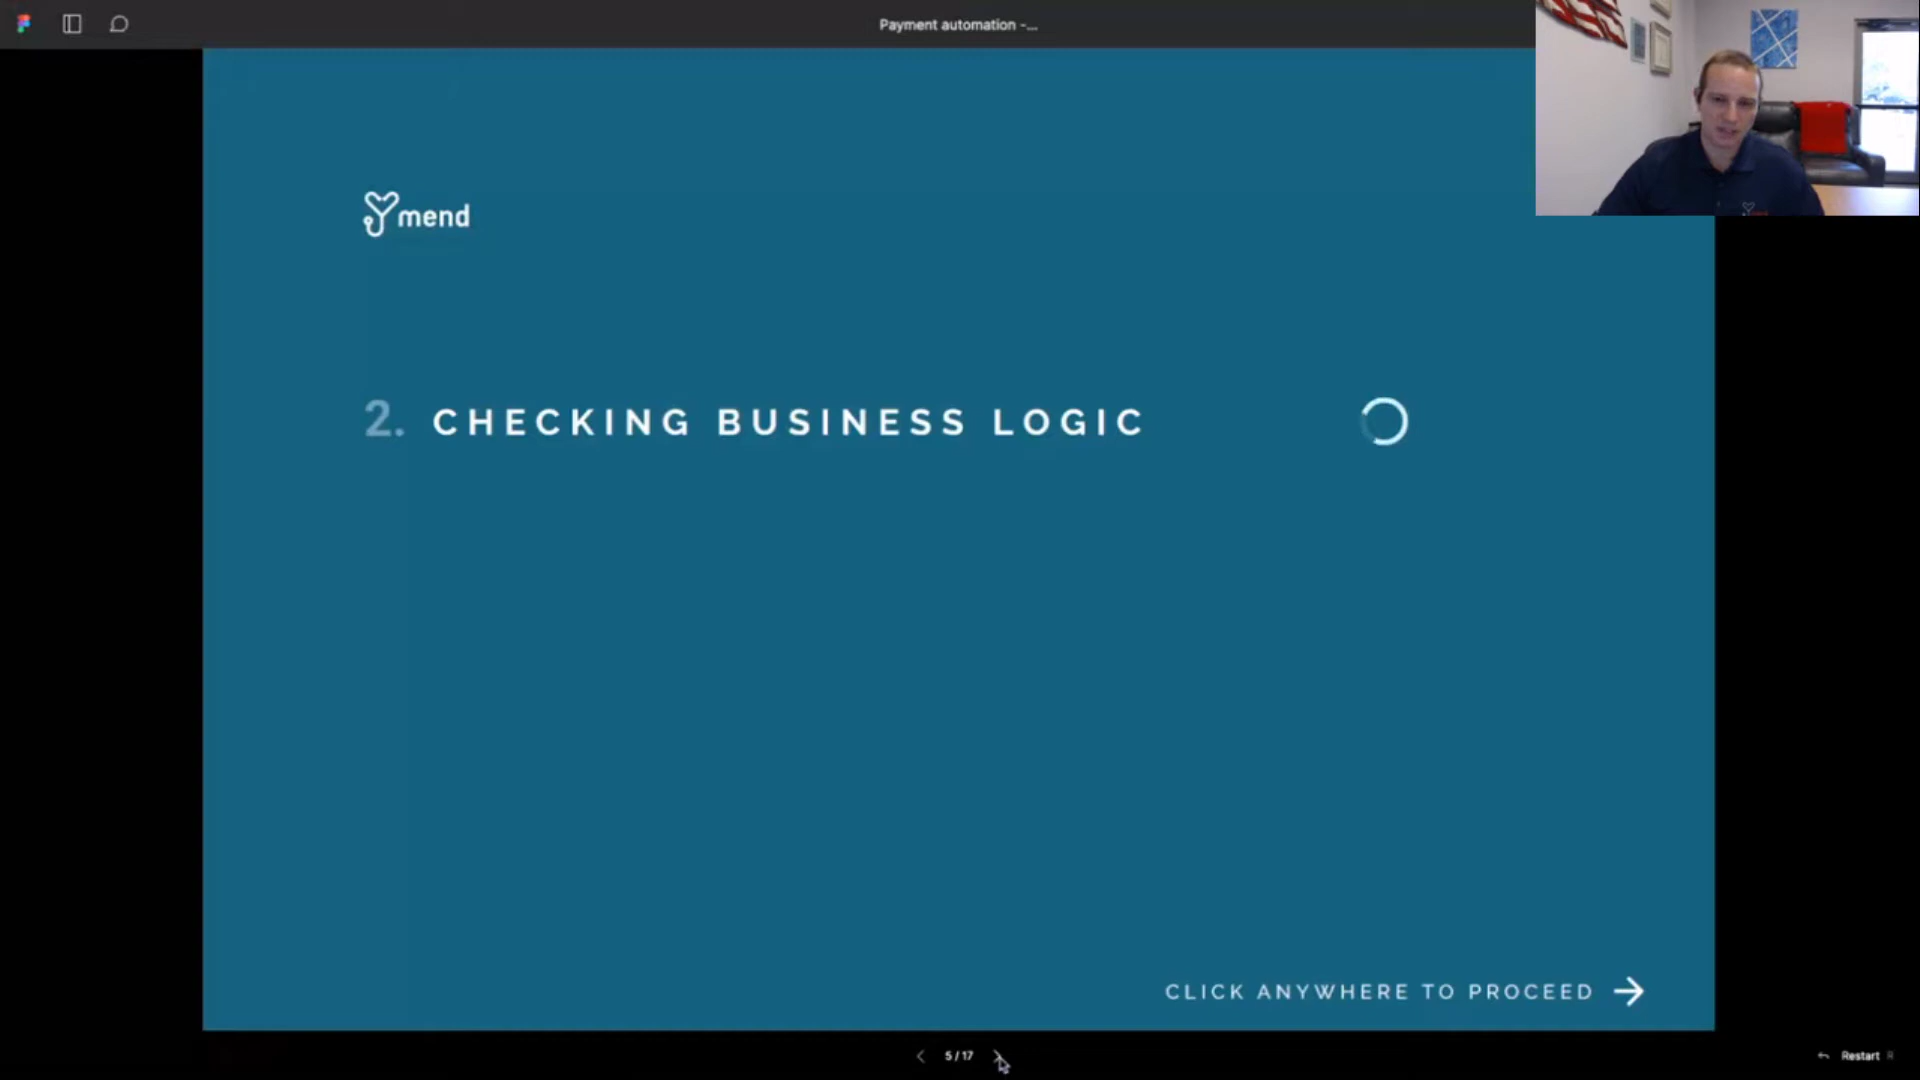 Payment automation -...
mend
2. CHECKING BUSINESS LOGIC
CLICK ANYWHERE TO PROCEED
5 / 17
Restart R